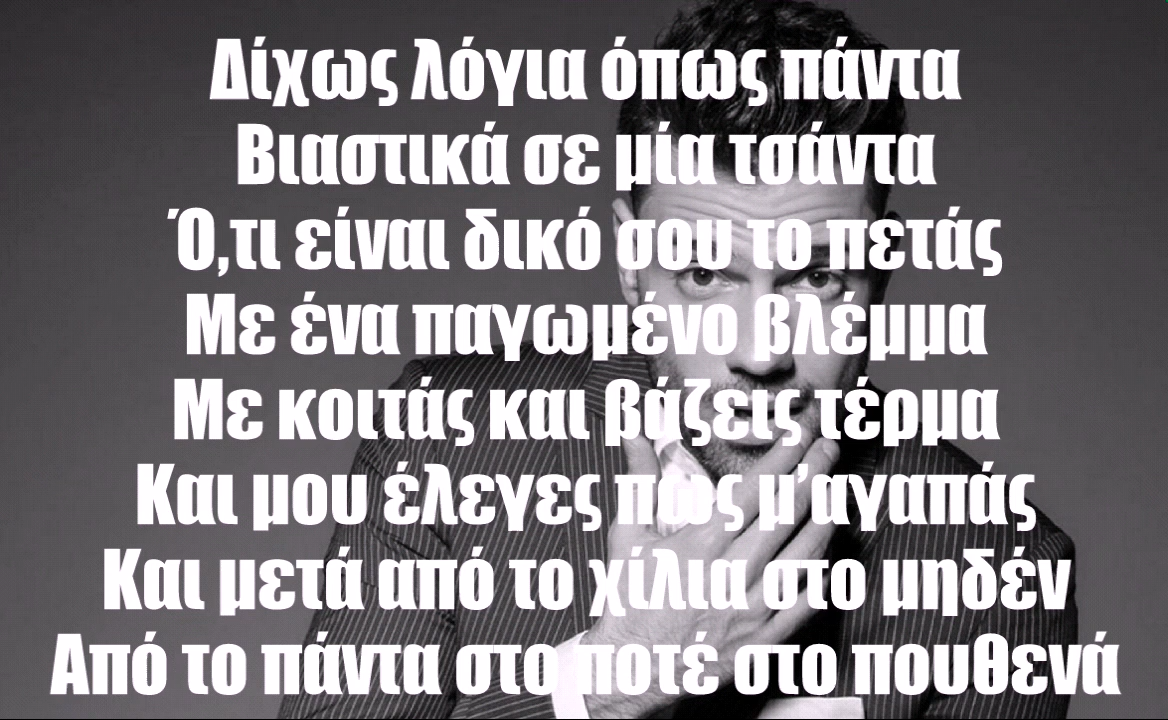 Δίχως λόγια όπως πάντα
Βιαστικά σε μία τσάντα
Ό,τι είναι δικό σου το πετάς
Με ένα παγωμένο βλέμμα
Με κοιτάς και βάζεις τέρμα
Και μου έλεγες πως μ'αγαπάς
Και μετά από το χίλια στο μηδέν
Από το πάντα στο ποτέ στο πουθενά